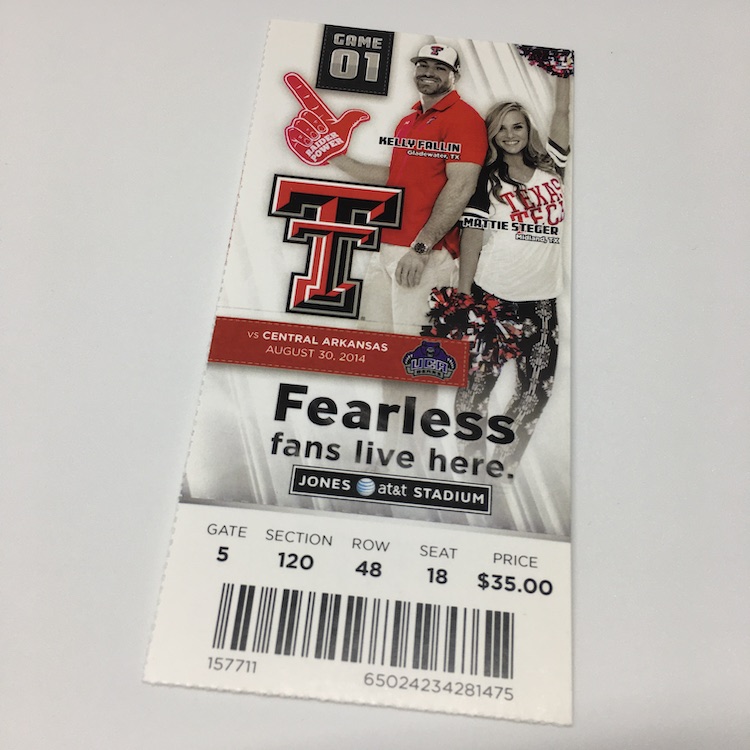 GAME
01
RAIDER
POWER
KELLY FALLIN
Gladewater, TX
TEXAS
TECH
MATTIE STEGER
Midland, TX
T
VS CENTRAL ARKANSAS
AUGUST 30, 2014
UCA
BEARS
Fearless
fans live here.
JONES at&t STADIUM
GATE SECTION ROW SEAT PRICE
5 120 48 18 $35.00
157711
65024234281475